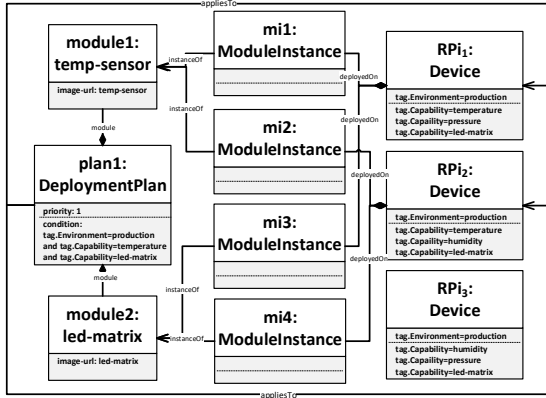 appliesTo
module1:
temp-sensor
image-url: temp-sensor
module
plan1:
DeploymentPlan
priority: 1
condition:
tag.Environment=production
and tag.Capability=temperature
and tag.Capability=led-matrix
module
module2:
led-matrix
image-url: led-matrix
instanceOf
instanceOf
instanceOf
instanceOf
mi1:
ModuleInstance
mi2:
ModuleInstance
mi3:
ModuleInstance
mi4:
ModuleInstance
deployedOn
deployedOn
deployedOn
deployedOn
RPi₁:
Device
tag.Environment=production
tag.Capability=temperature
tag.Capaility=pressure
tag.Capability=led-matrix
RPi₂:
Device
tag.Environment=production
tag.Capability=temperature
tag.Capaility=humidity
tag.Capability=led-matrix
RPi₃:
Device
tag.Environment=production
tag.Capability=humidity
tag.Capaility=pressure
tag.Capability=led-matrix
appliesTo